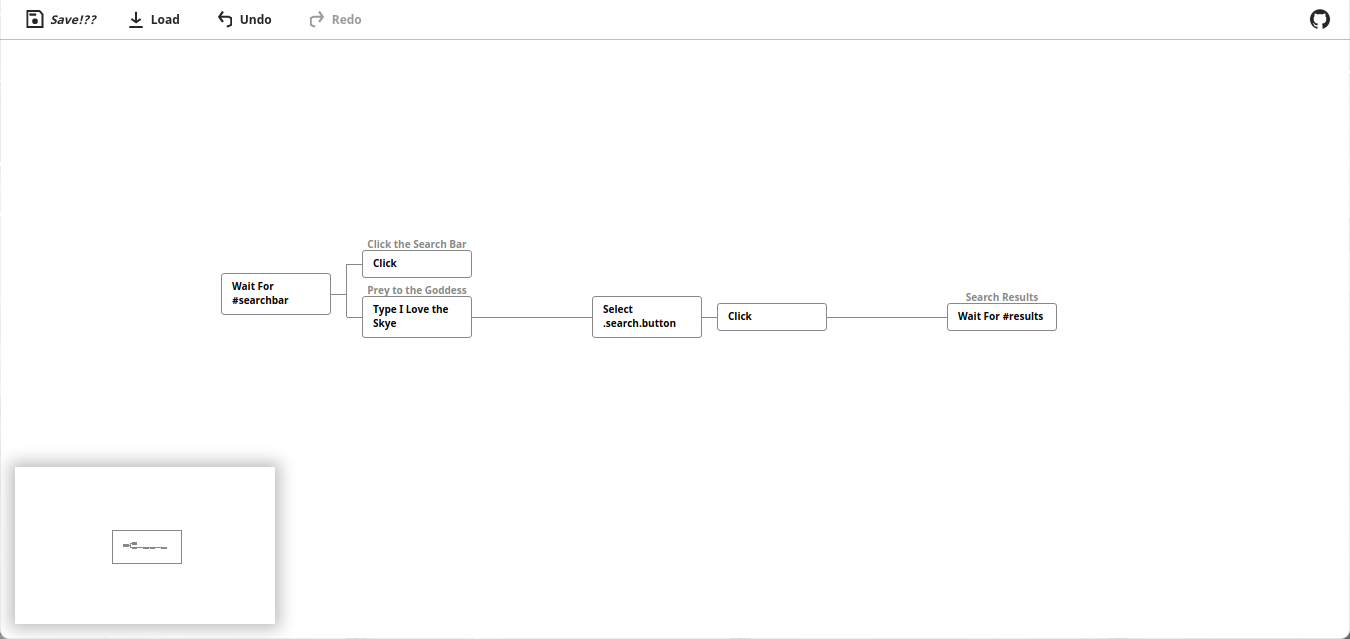 Save!??
Load
Undo
Redo
Click the Search Bar
Click
Wait For
#searchbar
Prey to the Goddess
Type I Love the
Skye
Select
.search.button
Click
Search Results
Wait For #results